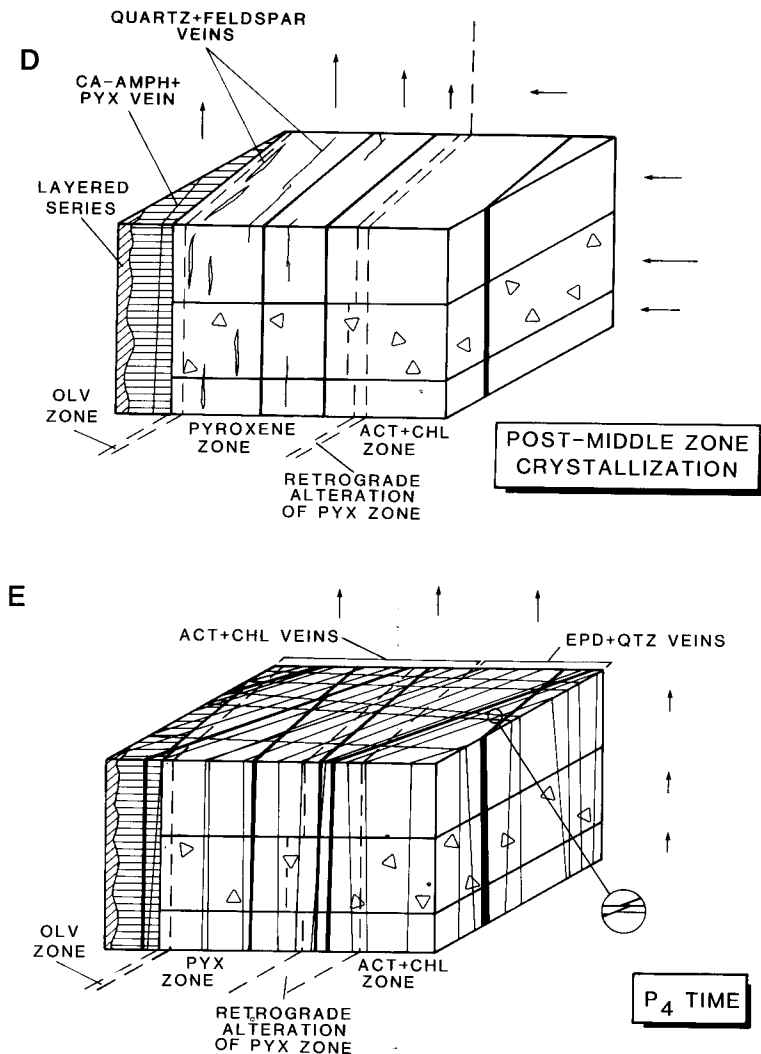 D
QUARTZ+FELDSPAR
VEINS
CA-AMPH+
PYX VEIN
LAYERED
SERIES
OLV
ZONE
PYROXENE
ZONE
ACT+CHL
ZONE
RETROGRADE
ALTERATION
OF PYX ZONE
POST-MIDDLE ZONE
CRYSTALLIZATION
E
ACT+CHL VEINS
EPD+QTZ VEINS
OLV
ZONE
PYX
ZONE
ACT+CHL
ZONE
RETROGRADE
ALTERATION
OF PYX ZONE
P4 TIME